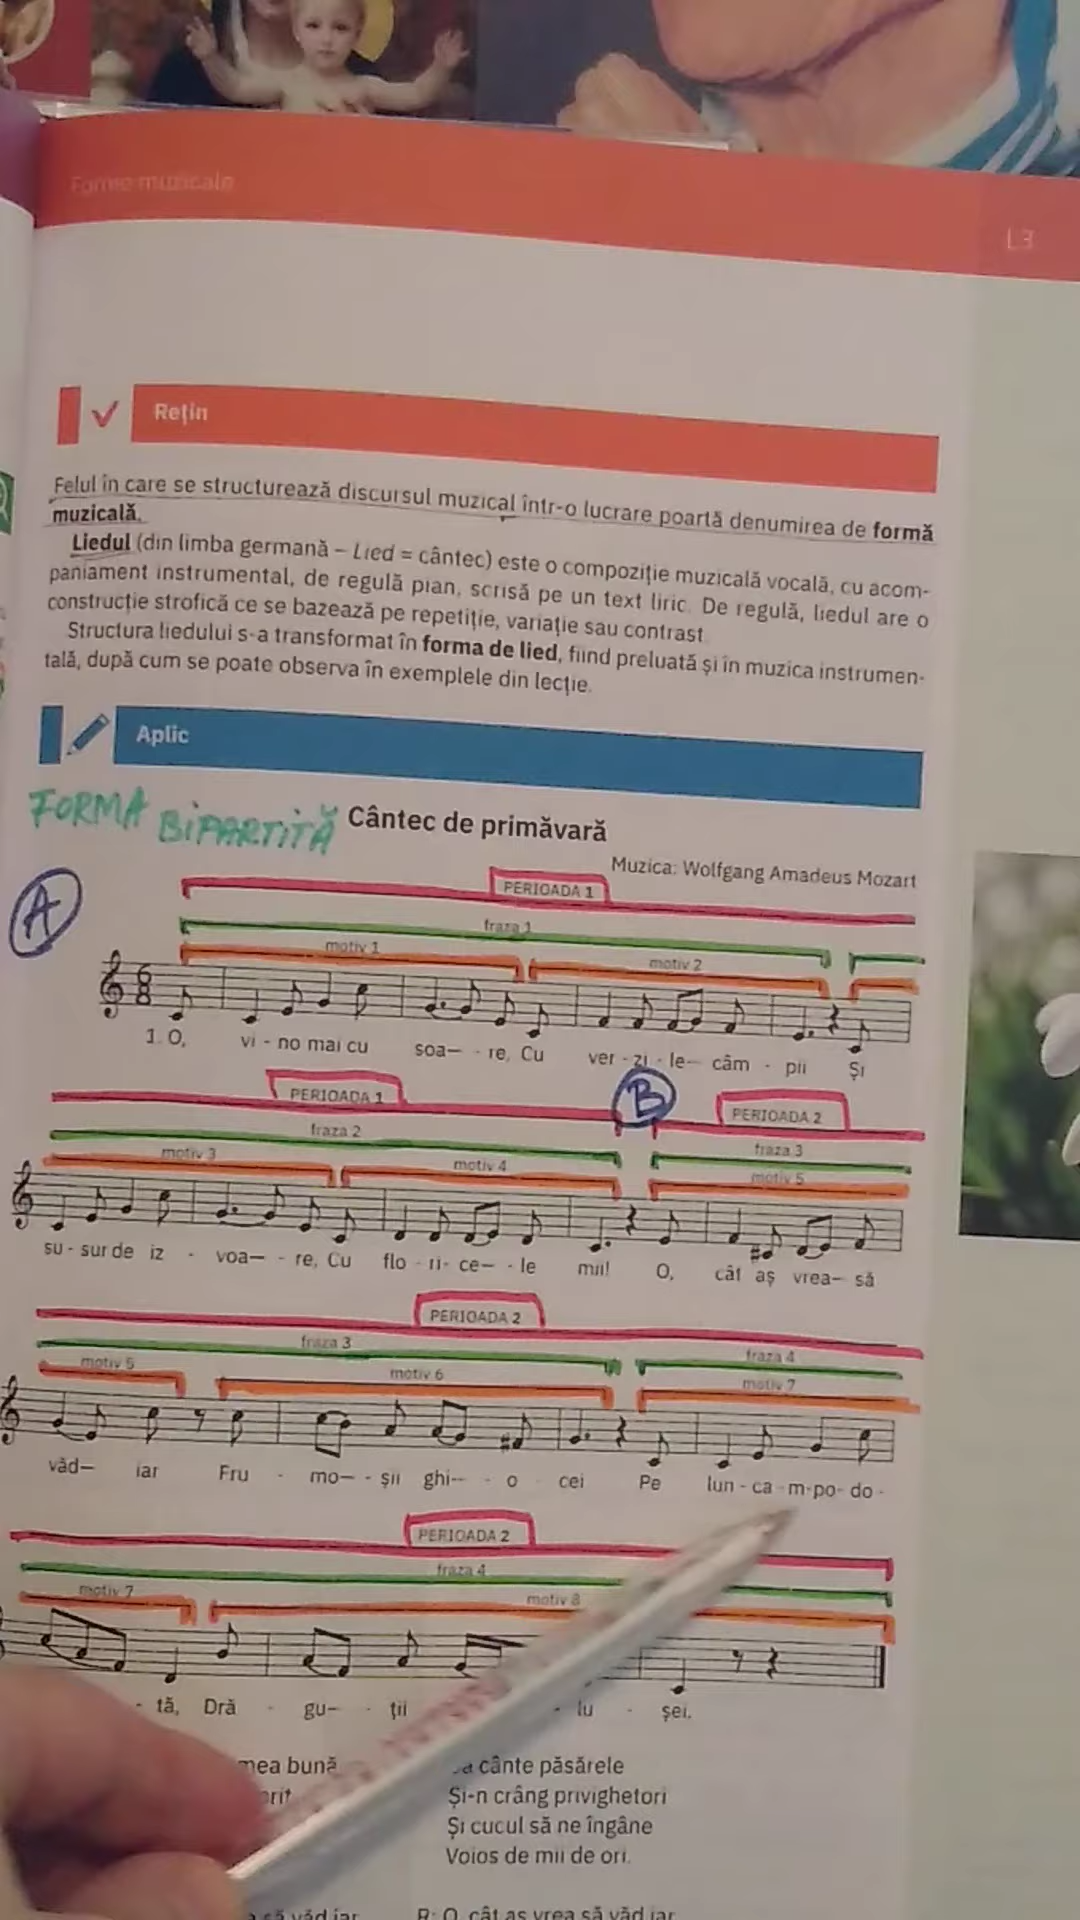 Forme muzicale
L3
Rețin
Felul în care se structurează discursul muzical într-o lucrare poartă denumirea de formă
muzicală.
Liedul (din limba germană – Lied = cântec) este o compoziție muzicală vocală, cu acom-
paniament instrumental, de regulă pian, scrisă pe un text liric. De regulă, liedul are o
construcție strofică ce se bazează pe repetiție, variație sau contrast.
Structura liedului s-a transformat în forma de lied, fiind preluată și în muzica instrumen-
tală, după cum se poate observa în exemplele din lecție.
Aplic
FORMA BIPARTITĂ Cântec de primăvară
Muzica: Wolfgang Amadeus Mozart
A
PERIOADA 1
fraza 1
motiv 1 motiv 2
6
8
1. O, vi - no mai cu soa— - re, Cu ver - zi - le— câm - pii Și
PERIOADA 1 B PERIOADA 2
fraza 2 fraza 3
motiv 3 motiv 4 motiv 5
su - sur de iz - voa— - re, Cu flo - ri - ce— - le mii! O, cât aș vrea— să
PERIOADA 2
fraza 3 fraza 4
motiv 5 motiv 6 motiv 7
văd— iar Fru - mo— - șii ghi— - o - cei Pe lun - ca - m-po- do -
PERIOADA 2
fraza 4
motiv 7 motiv 8
- tă, Dră - gu— - ții - lu - șei.
bună
cânte păsărele
Și-n crâng privighetori
Și cucul să ne îngâne
Voios de mii de ori.
să văd iar
R: O, cât aș vrea să văd iar